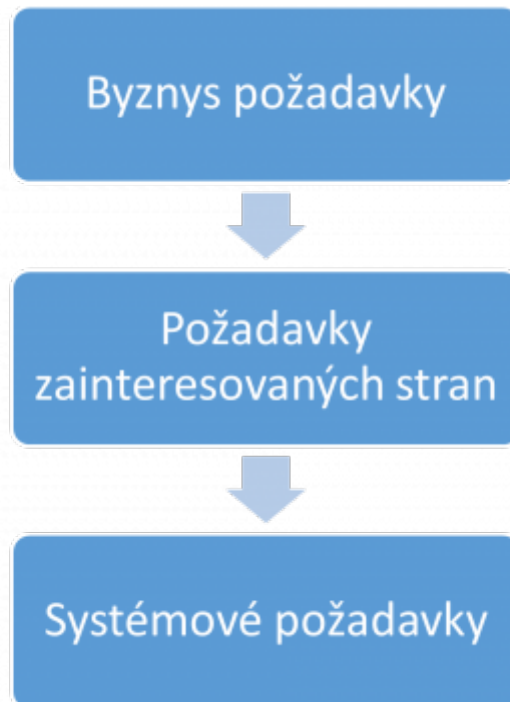 Byznys požadavky
Požadavky
zainteresovaných stran
Systémové požadavky